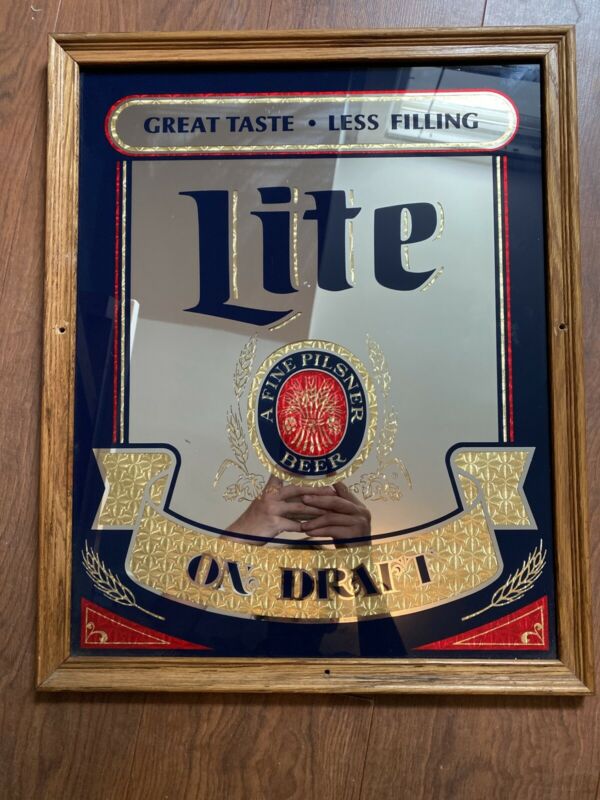 GREAT TASTE • LESS FILLING
Lite
A FINE PILSNER
BEER
ON DRAFT